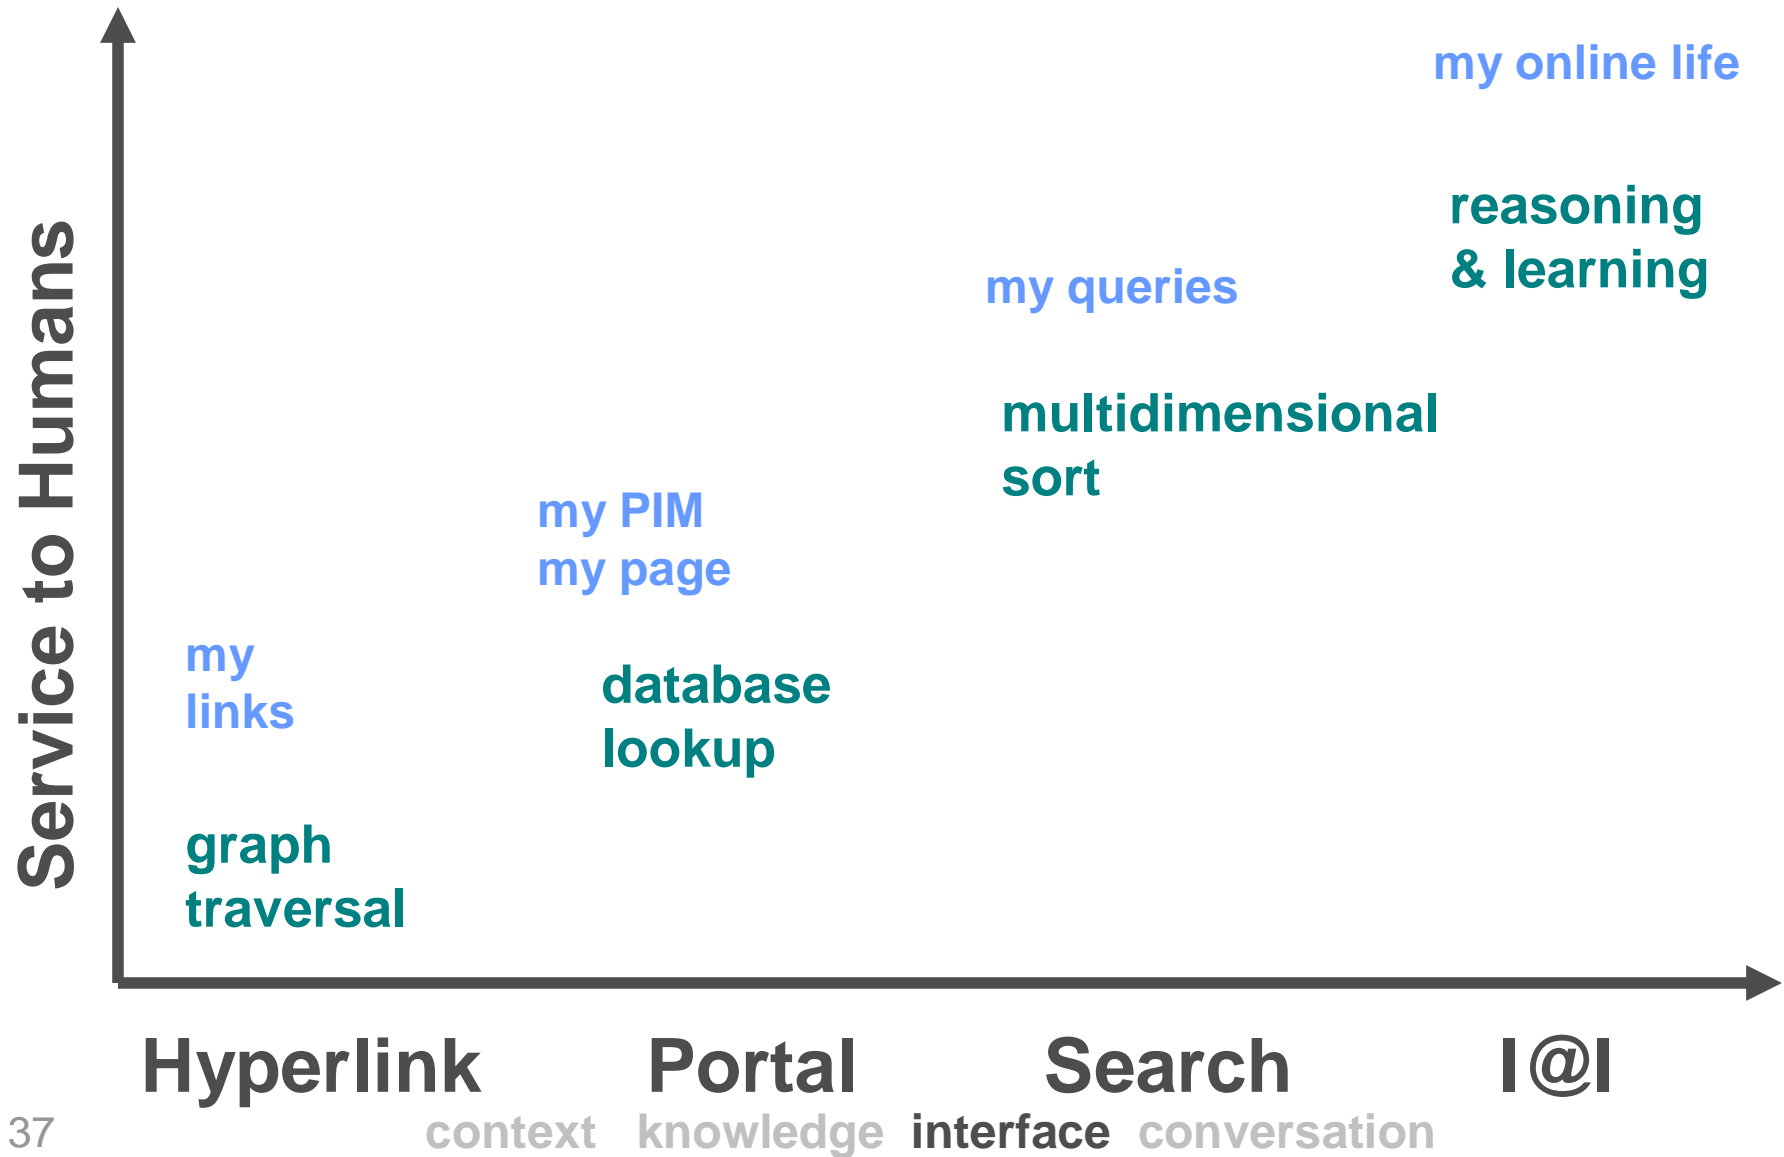 my online life
reasoning
& learning
my queries
multidimensional
sort
my PIM
my page
my
links
database
lookup
graph
traversal
Service to Humans
Hyperlink Portal Search I@I
37 context knowledge interface conversation